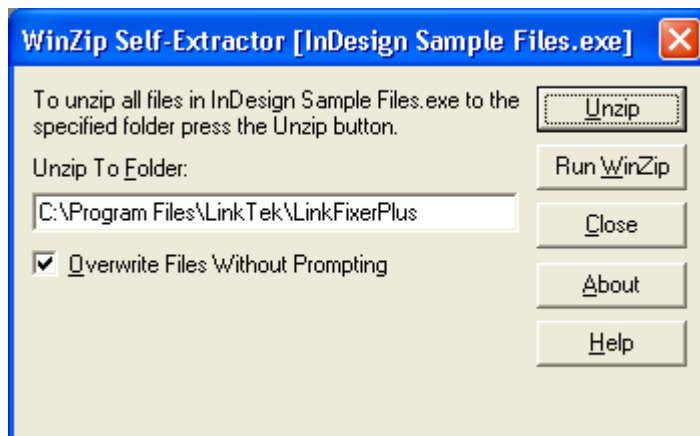 WinZip Self-Extractor [InDesign Sample Files.exe]
To unzip all files in InDesign Sample Files.exe to the
specified folder press the Unzip button.
Unzip To Folder:
C:\Program Files\LinkTek\LinkFixerPlus
Overwrite Files Without Prompting
Unzip
Run WinZip
Close
About
Help